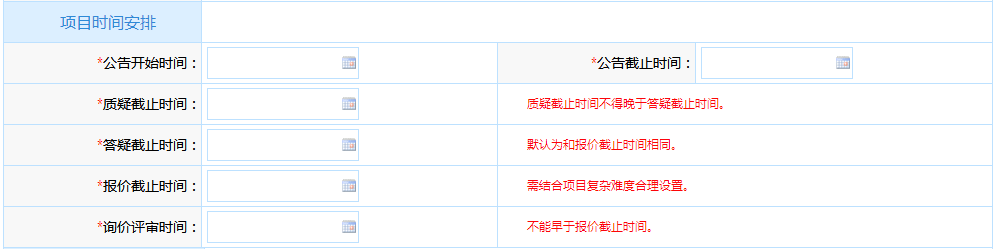 项目时间安排
*公告开始时间： *公告截止时间：
*质疑截止时间： 质疑截止时间不得晚于答疑截止时间。
*答疑截止时间： 默认为和报价截止时间相同。
*报价截止时间： 需结合项目复杂难度合理设置。
*询价评审时间： 不能早于报价截止时间。